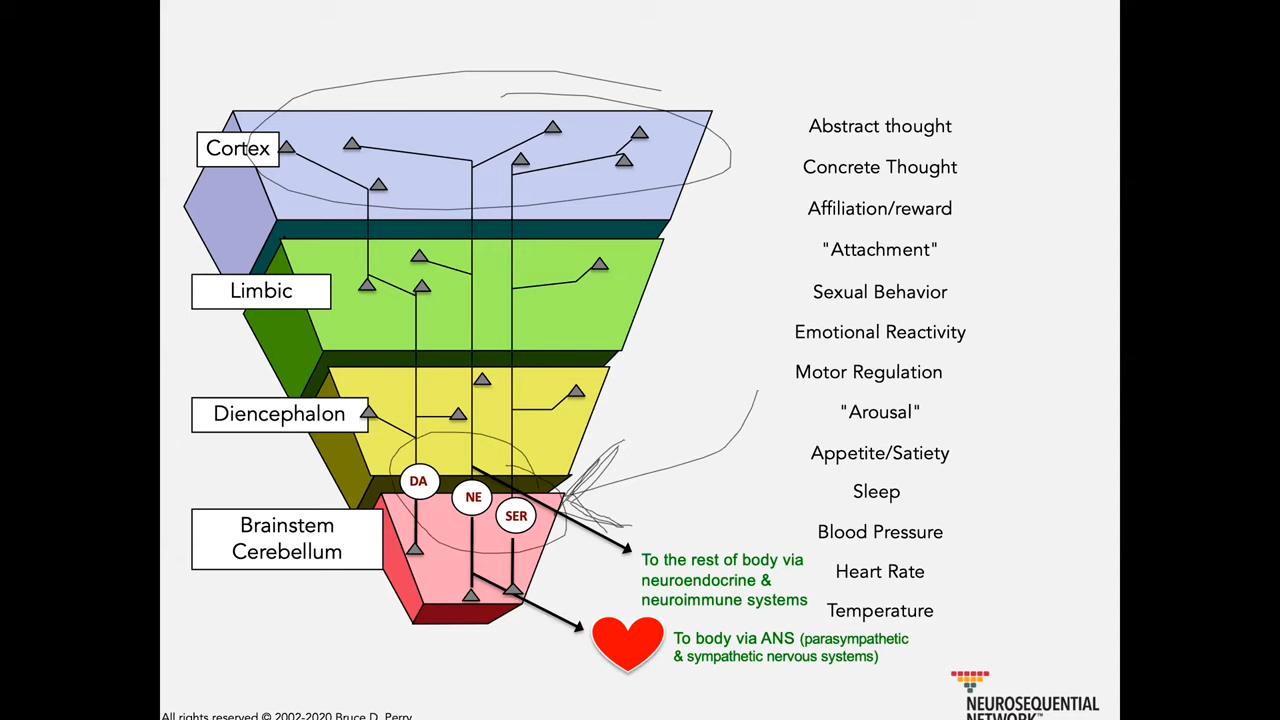 Cortex
Limbic
Diencephalon
Brainstem
Cerebellum
DA
NE
SER
Abstract thought
Concrete Thought
Affiliation/reward
"Attachment"
Sexual Behavior
Emotional Reactivity
Motor Regulation
"Arousal"
Appetite/Satiety
Sleep
Blood Pressure
Heart Rate
Temperature
To the rest of body via
neuroendocrine &
neuroimmune systems
To body via ANS (parasympathetic
& sympathetic nervous systems)
All rights reserved © 2002-2020 Bruce D. Perry
NEUROSEQUENTIAL
NETWORK™